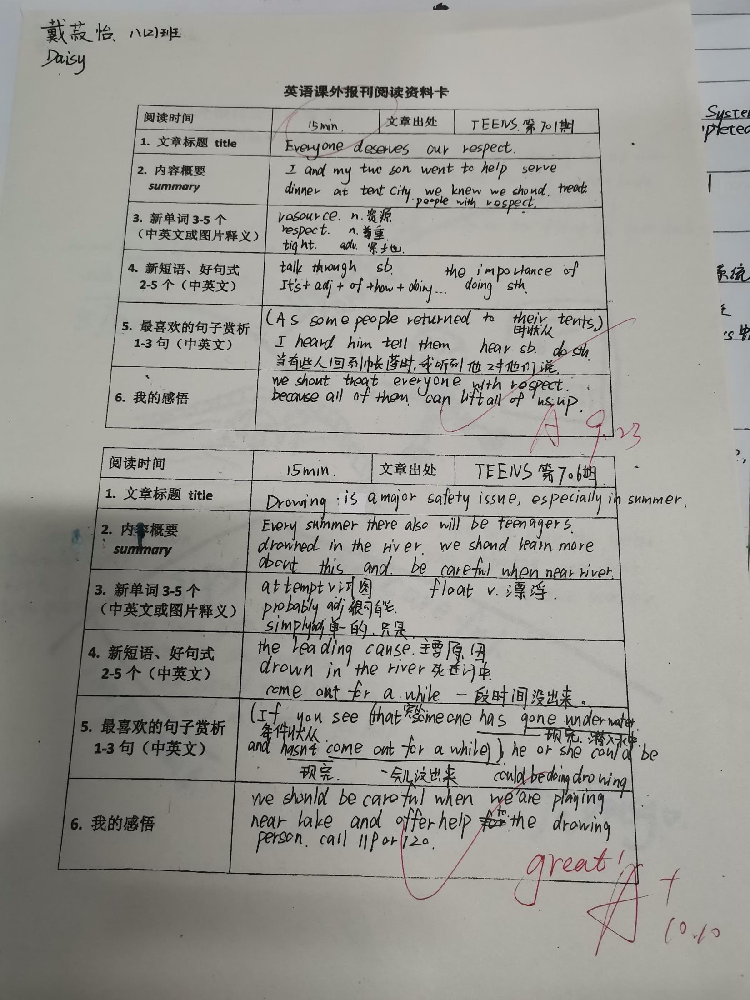 戴菽怡 八(2)班
Daisy
英语课外报刊阅读资料卡
阅读时间 15min. 文章出处 TEENS.第701期
1. 文章标题 title Everyone deserves our respect.
2. 内容概要 summary
I and my two son went to help serve
dinner at tent city. we knew we shoud. treat.
people with respect.
3. 新单词 3-5 个
（中英文或图片释义）
resource. n.资源
respect. n.尊重.
tight. adv. 紧土也.
4. 新短语、好句式
2-5 个（中英文）
talk through sb. the importance of
It's+ adj + of +how + doing... doing sth.
5. 最喜欢的句子赏析
1-3 句（中英文）
(As some people returned to their tents,)
时状从
I heard him tell them hear sb. do sth.
当有些人回到帐篷时,我听到他对他们说.
6. 我的感悟
we shout treat everyone with respect.
because all of them. can lift all of us up.
A 9.23
阅读时间 15min. 文章出处 TEENS 第706期.
1. 文章标题 title Drowing is a major safety issue, especially in summer.
2. 内容概要
summary
Every summer there also will be teenagers.
drowned in the river. we shoud learn more
about this and. be careful when near river.
3. 新单词 3-5 个
（中英文或图片释义）
attempt v 试图 float v. 漂浮.
probably adj 很可能.
simply adj 单一的、只是
4. 新短语、好句式
2-5 个（中英文）
the leading cause. 主要原因
drown in the river 死在河中.
come out for a while 一段时间没出来。
5. 最喜欢的句子赏析
1-3 句（中英文）
(If you see (that someone has gone underwater.
条件状从 宾从 现完. 潜入水中.
and hasn't come out for a while)), he or she could be
现完. 一会儿没出来 could be doing drowing.
6. 我的感悟
we should be careful when we are playing
near lake and offer help to the drowing
person. call 119 or 120.
great!
A+
10.10
Syste
pleted
系统